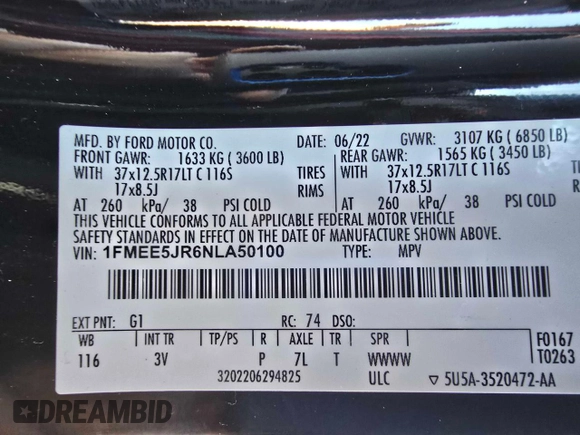 MFD. BY FORD MOTOR CO. DATE: 06/22 GVWR: 3107 KG ( 6850 LB)
FRONT GAWR: 1633 KG ( 3600 LB) REAR GAWR: 1565 KG ( 3450 LB)
WITH 37x12.5R17LT C 116S TIRES WITH 37x12.5R17LT C 116S
17x8.5J RIMS 17x8.5J
AT 260 kPa/ 38 PSI COLD AT 260 kPa/ 38 PSI COLD
THIS VEHICLE CONFORMS TO ALL APPLICABLE FEDERAL MOTOR VEHICLE
SAFETY STANDARDS IN EFFECT ON THE DATE OF MANUFACTURE SHOWN ABOVE.
VIN: 1FMEE5JR6NLA50100 TYPE: MPV
EXT PNT: G1 RC: 74 DSO:
WB INT TR TP/PS R AXLE TR SPR F0167
116 3V P 7L T WWWW T0263
3202206294825 ULC ▽ 5U5A-3520472-AA
DREAMBID